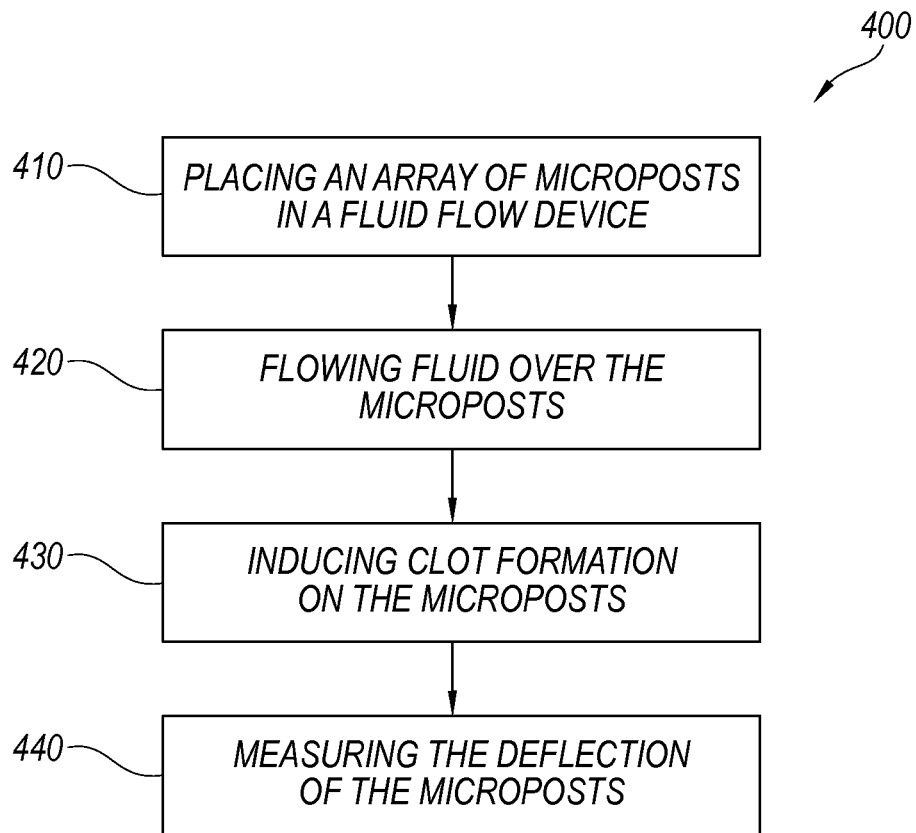 400
410
PLACING AN ARRAY OF MICROPOSTS
IN A FLUID FLOW DEVICE
420
FLOWING FLUID OVER THE
MICROPOSTS
430
INDUCING CLOT FORMATION
ON THE MICROPOSTS
440
MEASURING THE DEFLECTION
OF THE MICROPOSTS